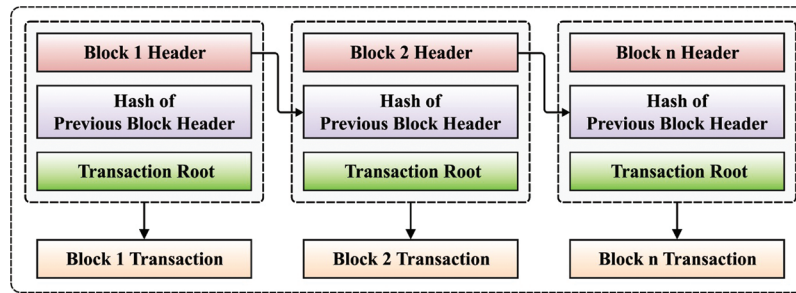 Block 1 Header
Hash of
Previous Block Header
Transaction Root
Block 1 Transaction
Block 2 Header
Hash of
Previous Block Header
Transaction Root
Block 2 Transaction
Block n Header
Hash of
Previous Block Header
Transaction Root
Block n Transaction